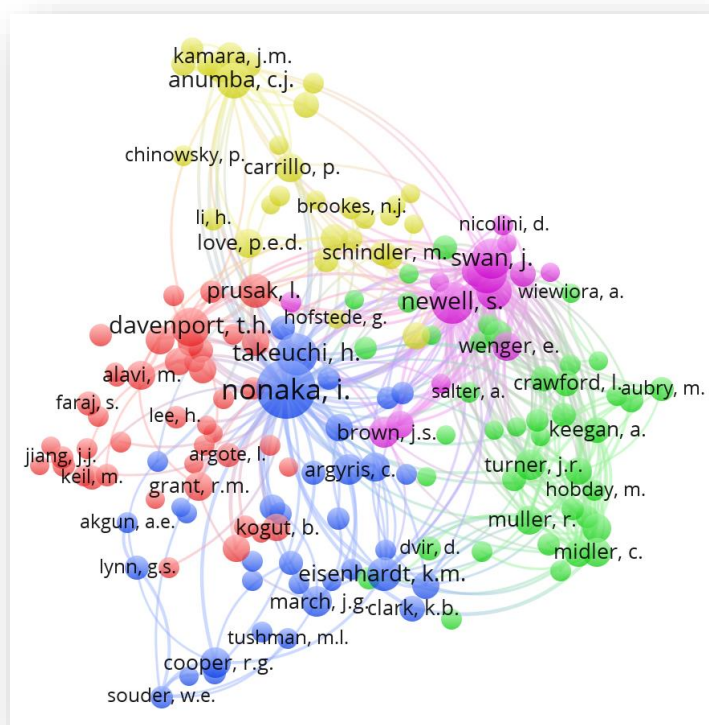 kamara, j.m.
anumba, c.j.
chinowsky, p.
carrillo, p.
li, h.
brookes, n.j.
nicolini, d.
love, p.e.d.
schindler, m.
swan, j.
prusak, l.
newell, s.
wiewiora, a.
hofstede, g.
davenport, t.h.
takeuchi, h.
wenger, e.
alavi, m.
nonaka, i.
salter, a.
crawford, l.
aubry, m.
faraj, s.
lee, h.
brown, j.s.
keegan, a.
jiang, j.j.
argote, l.
keil, m.
argyris, c.
turner, j.r.
grant, r.m.
hobday, m.
akgun, a.e.
kogut, b.
muller, r.
dvir, d.
midler, c.
lynn, g.s.
eisenhardt, k.m.
march, j.g.
clark, k.b.
tushman, m.l.
cooper, r.g.
souder, w.e.